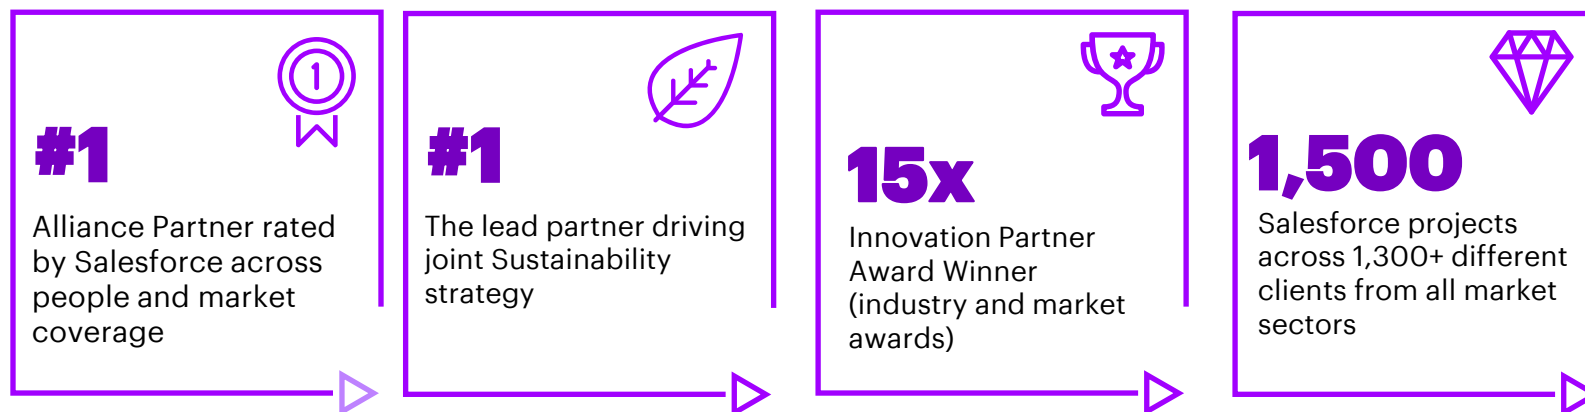 1
#1
Alliance Partner rated
by Salesforce across
people and market
coverage
#1
The lead partner driving
joint Sustainability
strategy
15x
Innovation Partner
Award Winner
(industry and market
awards)
1,500
Salesforce projects
across 1,300+ different
clients from all market
sectors